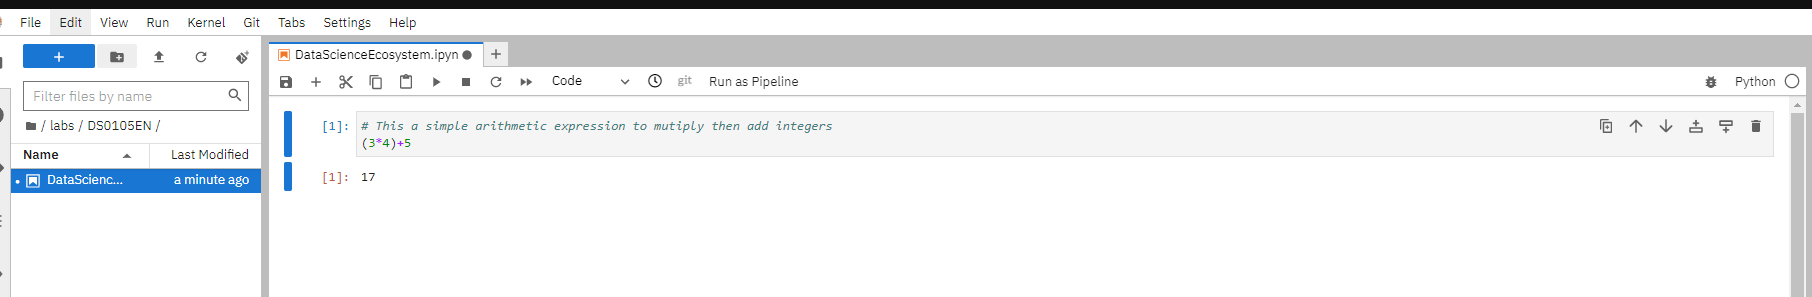 File Edit View Run Kernel Git Tabs Settings Help
DataScienceEcosystem.ipyn
Code git Run as Pipeline Python
Filter files by name
/ labs / DS0105EN /
Name Last Modified
DataScienc... a minute ago
[1]: # This a simple arithmetic expression to mutiply then add integers
(3*4)+5
[1]: 17